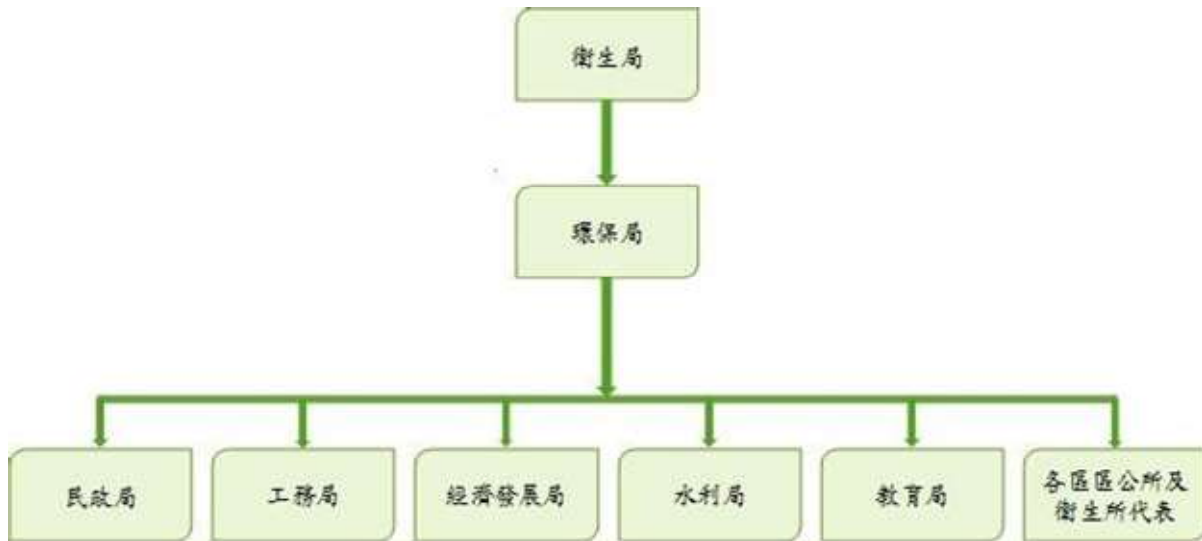 衛生局
環保局
民政局
工務局
經濟發展局
水利局
教育局
各區區公所及
衛生所代表